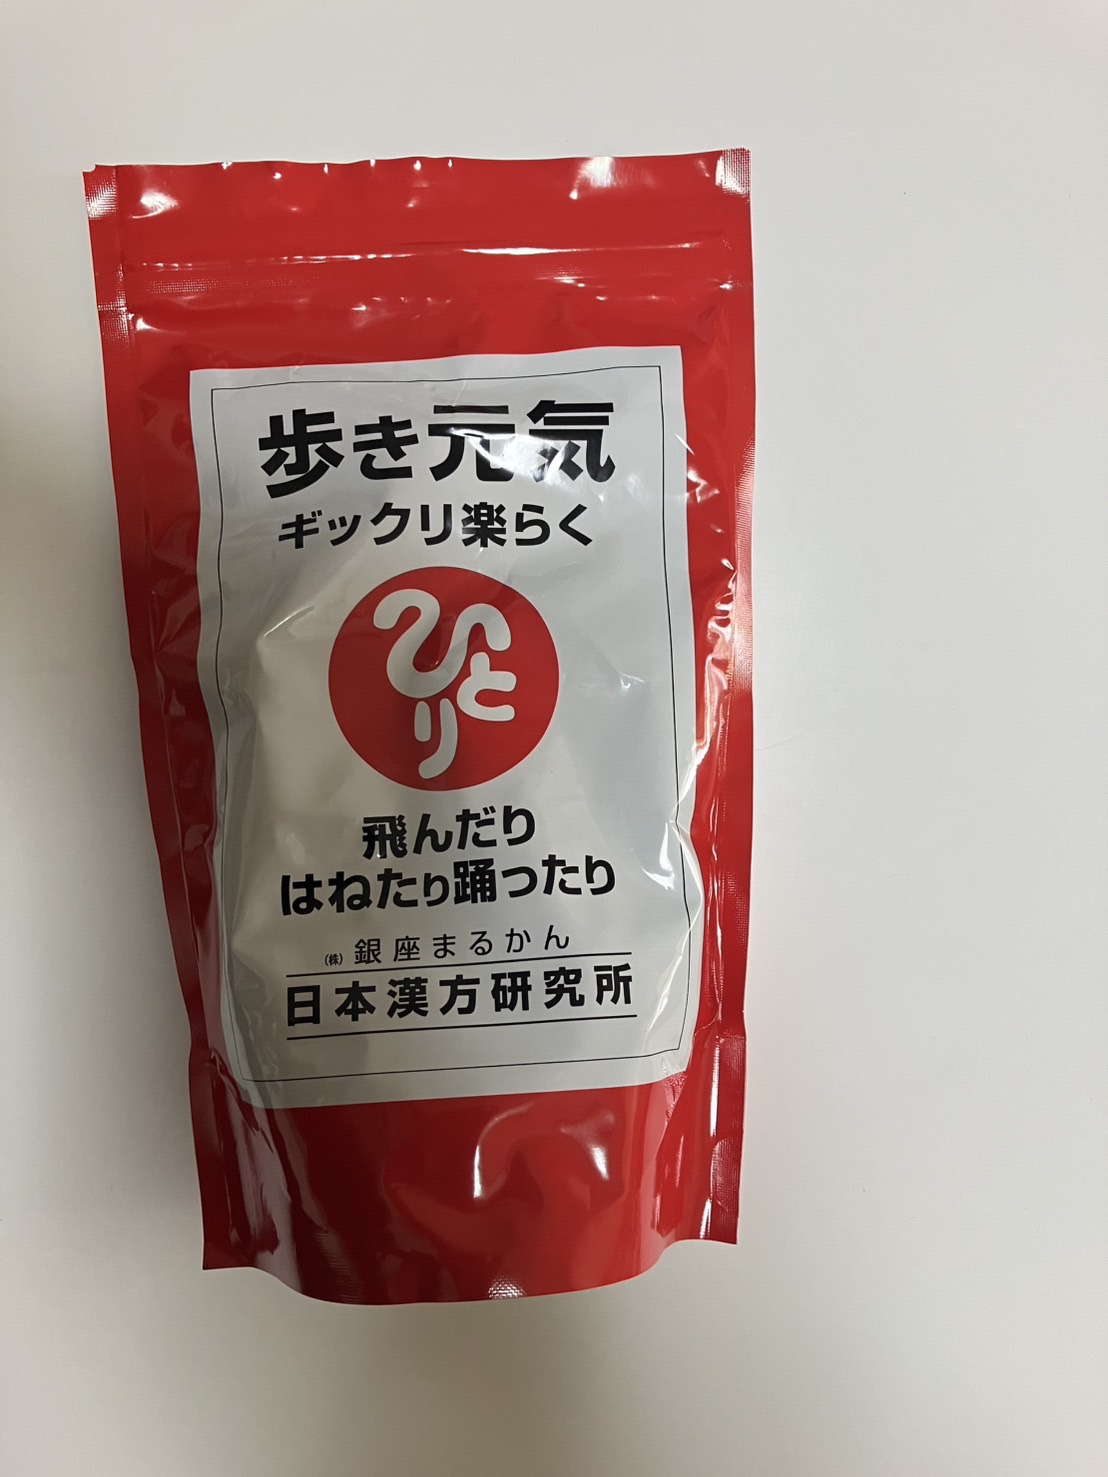 歩き元気
ギックリ楽らく
ひとり
飛んだり
はねたり踊ったり
㈱銀座まるかん
日本漢方研究所